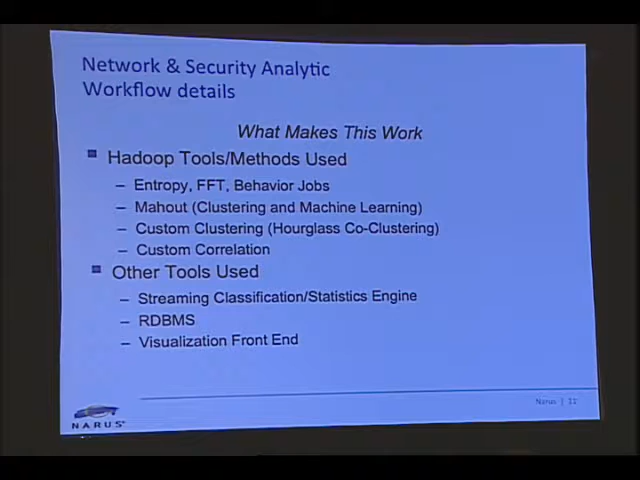 Network & Security Analytic
Workflow details
What Makes This Work
Hadoop Tools/Methods Used
– Entropy, FFT, Behavior Jobs
– Mahout (Clustering and Machine Learning)
– Custom Clustering (Hourglass Co-Clustering)
– Custom Correlation
Other Tools Used
– Streaming Classification/Statistics Engine
– RDBMS
– Visualization Front End
NARUS
Narus | 11